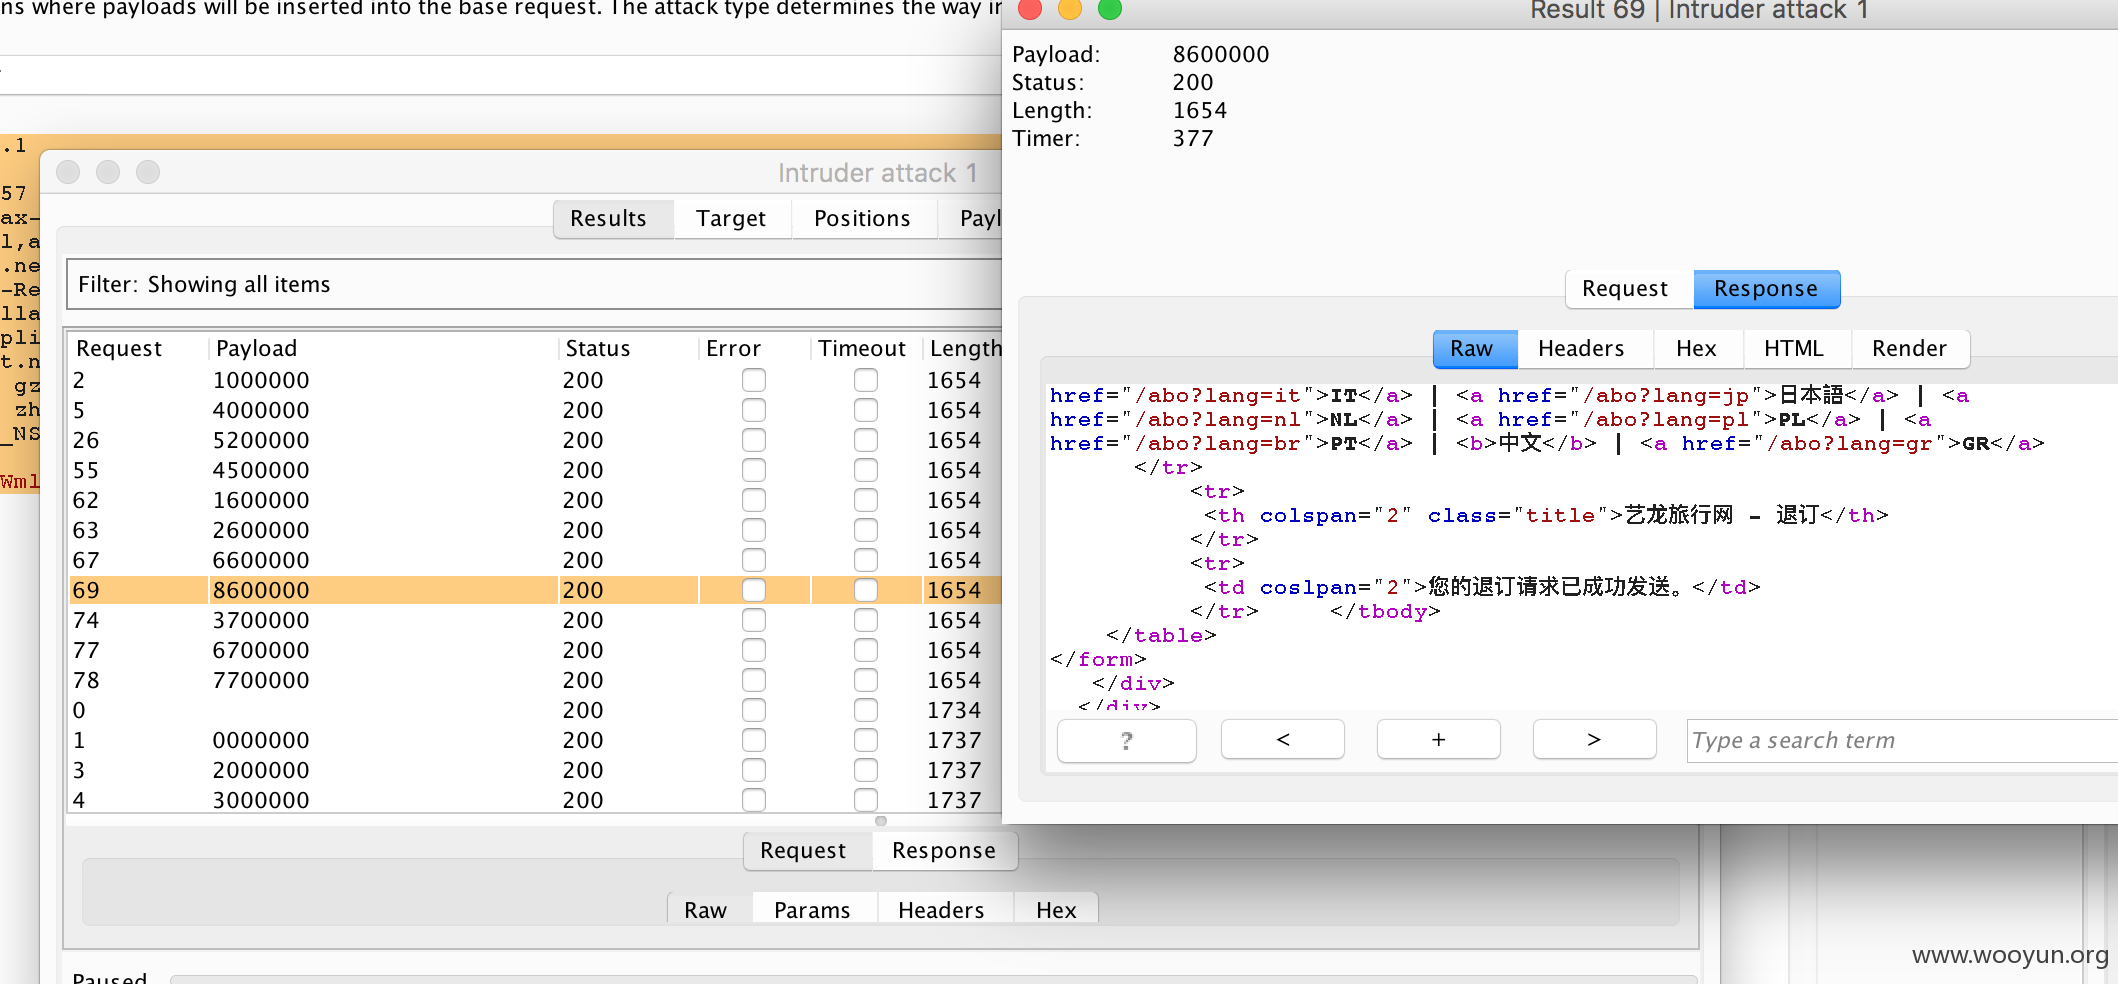 ns where payloads will be inserted into the base request. The attack type determines the way in
.1
57
ax-
l,a
.ne
-Re
lla
pli
t.n
gz
zh
_NS
Wml
Intruder attack 1
Results Target Positions Payl
Filter: Showing all items
Request Payload Status Error Timeout Length
2 1000000 200 1654
5 4000000 200 1654
26 5200000 200 1654
55 4500000 200 1654
62 1600000 200 1654
63 2600000 200 1654
67 6600000 200 1654
69 8600000 200 1654
74 3700000 200 1654
77 6700000 200 1654
78 7700000 200 1654
0 200 1734
1 0000000 200 1737
3 2000000 200 1737
4 3000000 200 1737
Request Response
Raw Params Headers Hex
Paused
Result 69 | Intruder attack 1
Payload: 8600000
Status: 200
Length: 1654
Timer: 377
Request Response
Raw Headers Hex HTML Render
href="/abo?lang=it">IT</a> | <a href="/abo?lang=jp">日本語</a> | <a
href="/abo?lang=nl">NL</a> | <a href="/abo?lang=pl">PL</a> | <a
href="/abo?lang=br">PT</a> | <b>中文</b> | <a href="/abo?lang=gr">GR</a>
</tr>
<tr>
<th colspan="2" class="title">艺龙旅行网 - 退订</th>
</tr>
<tr>
<td coslpan="2">您的退订请求已成功发送。</td>
</tr> </tbody>
</table>
</form>
</div>
</div>
? < + > Type a search term
www.wooyun.org